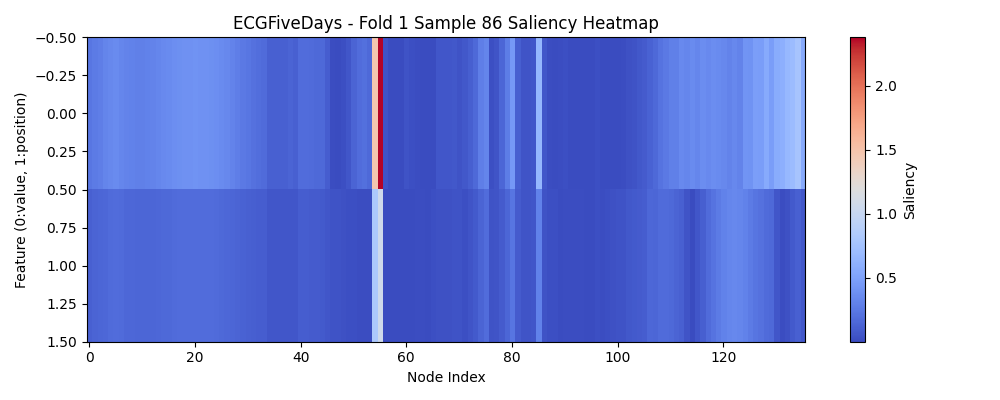 ECGFiveDays - Fold 1 Sample 86 Saliency Heatmap
Feature (0:value, 1:position)
−0.50
−0.25
0.00
0.25
0.50
0.75
1.00
1.25
1.50
0 20 40 60 80 100 120
Node Index
2.0
1.5
1.0
0.5
Saliency